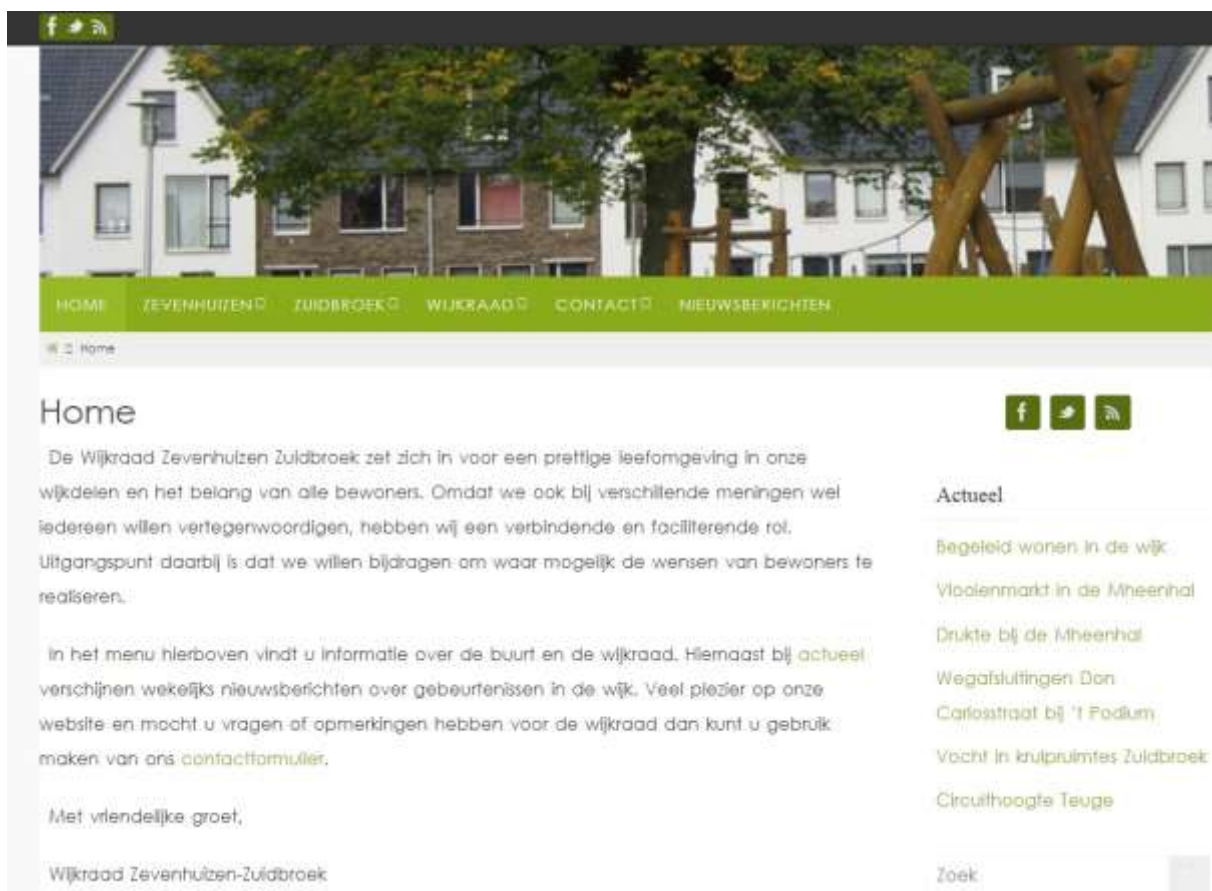 HOME ZEVENHUIZEN ZUIDBROEK WIJKRAAD CONTACT NIEUWSBERICHTEN
Home
Home
De Wijkraad Zevenhuizen Zuidbroek zet zich in voor een prettige leefomgeving in onze
wijkdelen en het belang van alle bewoners. Omdat we ook bij verschillende meningen wel
iedereen willen vertegenwoordigen, hebben wij een verbindende en faciliterende rol.
Uitgangspunt daarbij is dat we willen bijdragen om waar mogelijk de wensen van bewoners te
realiseren.
In het menu hierboven vindt u informatie over de buurt en de wijkraad. Hiernaast bij actueel
verschijnen wekelijks nieuwsberichten over gebeurtenissen in de wijk. Veel plezier op onze
website en mocht u vragen of opmerkingen hebben voor de wijkraad dan kunt u gebruik
maken van ons contactformulier.
Met vriendelijke groet,
Wijkraad Zevenhuizen-Zuidbroek
Actueel
Begeleid wonen in de wijk
Vlooienmarkt in de Mheenhal
Drukte bij de Mheenhal
Wegafsluitingen Don
Carlosstraat bij 't Podium
Vocht in kruipruimtes Zuidbroek
Circuithoogte Teuge
Zoek